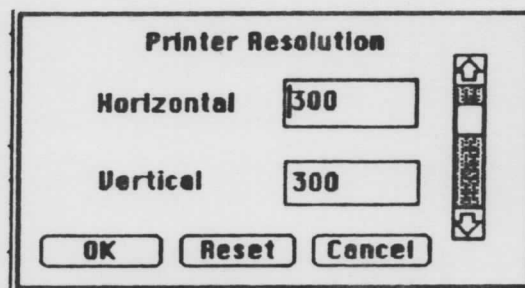 Printer Resolution
Horizontal 300
Vertical 300
OK Reset Cancel